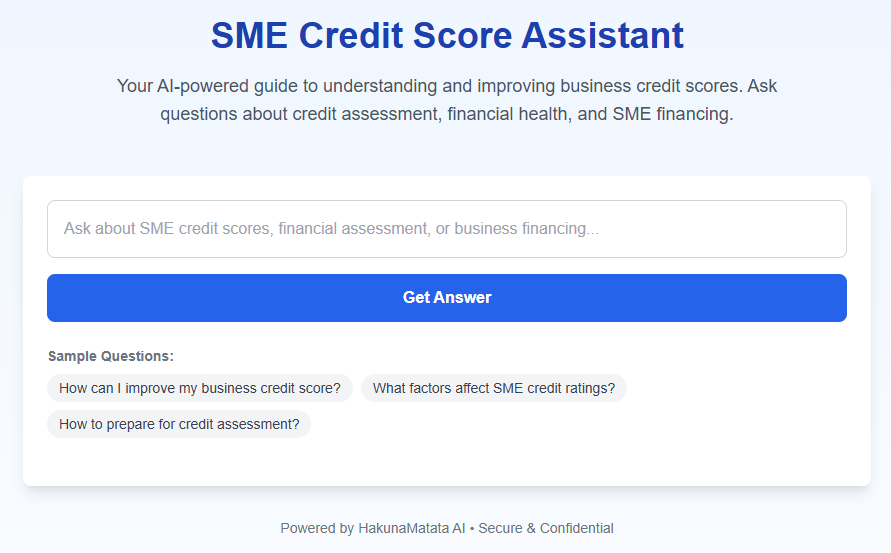 SME Credit Score Assistant
Your AI-powered guide to understanding and improving business credit scores. Ask
questions about credit assessment, financial health, and SME financing.
Ask about SME credit scores, financial assessment, or business financing...
Get Answer
Sample Questions:
How can I improve my business credit score?
What factors affect SME credit ratings?
How to prepare for credit assessment?
Powered by HakunaMatata AI • Secure & Confidential